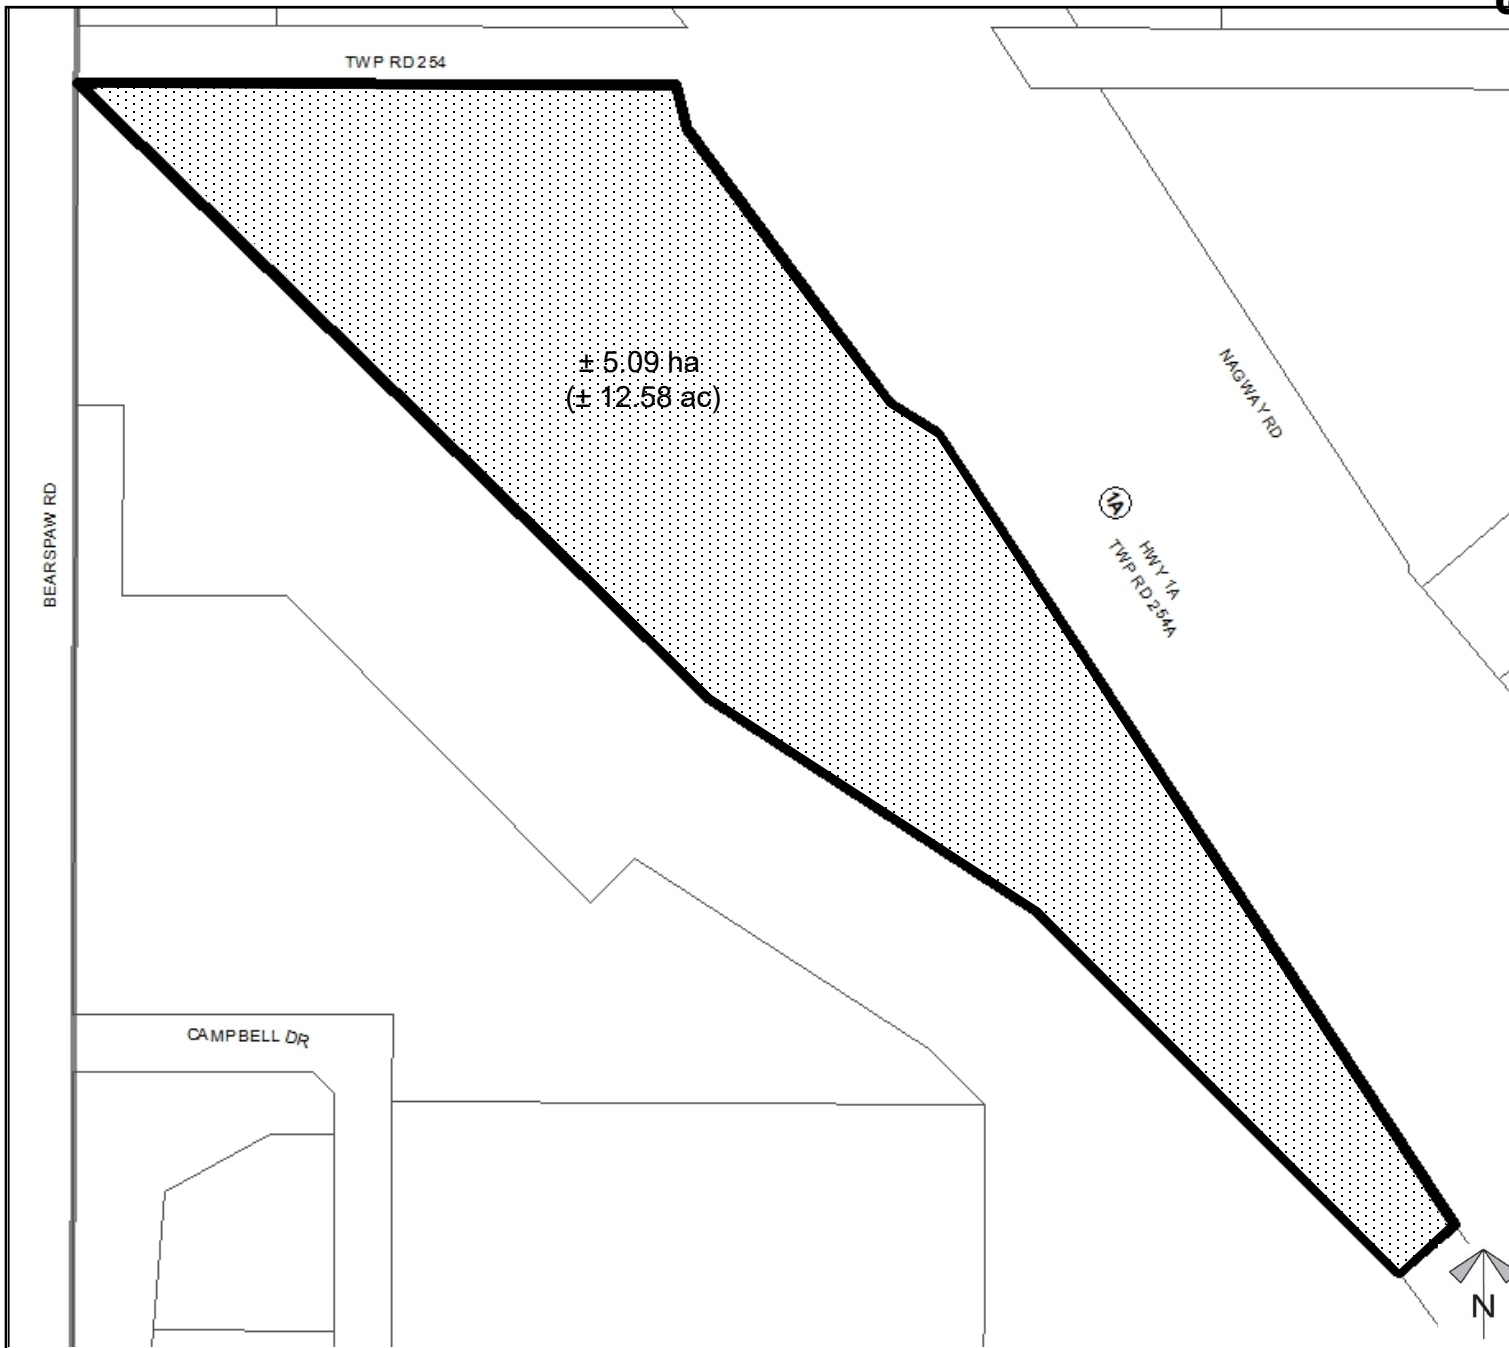 TWP RD 254
± 5.09 ha
(± 12.58 ac)
NAGWAY RD
BEARSPAW RD
1A
HWY 1A
TWP RD 254A
CAMPBELL DR
N